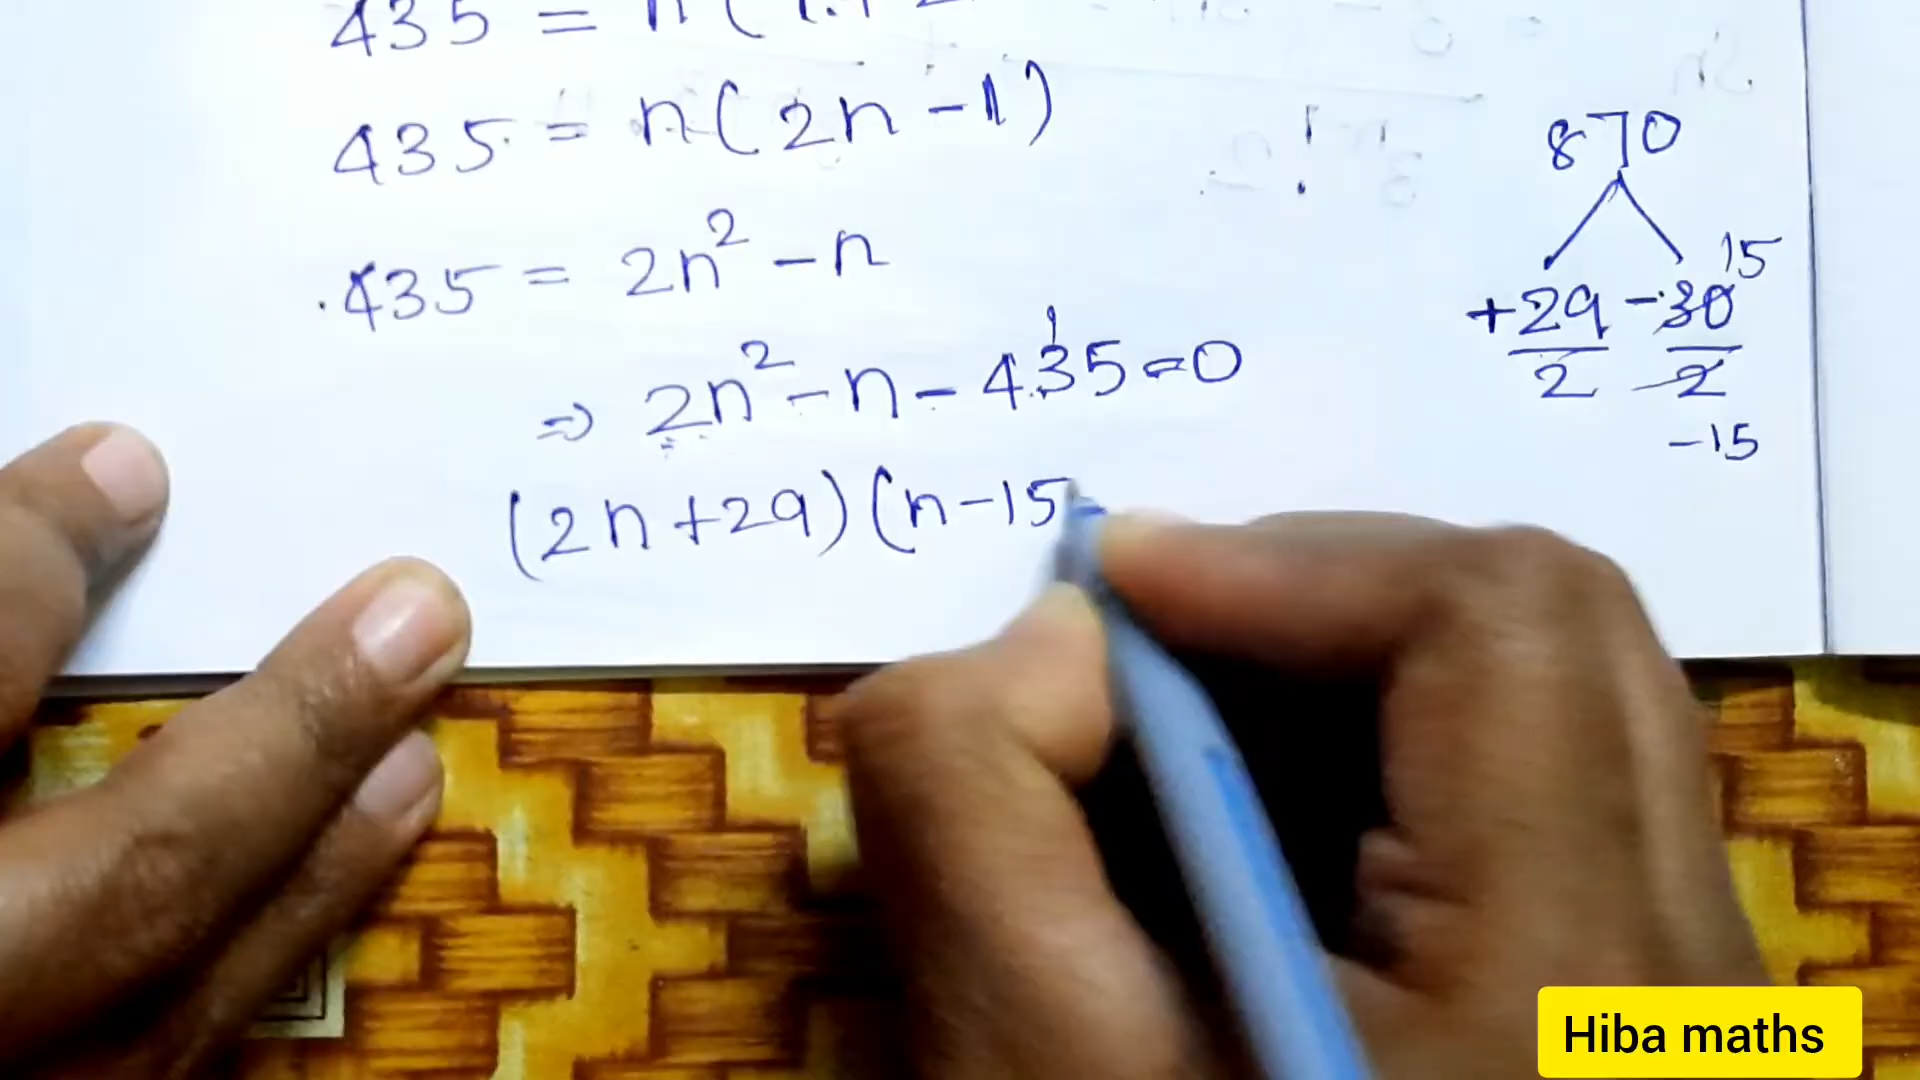 435 = n(
435 = n(2n - 1)
435 = 2n² - n
⇒ 2n² - n - 435 = 0
(2n + 29)(n - 15
870
15
+29 - 30
2 2
-15
Hiba maths